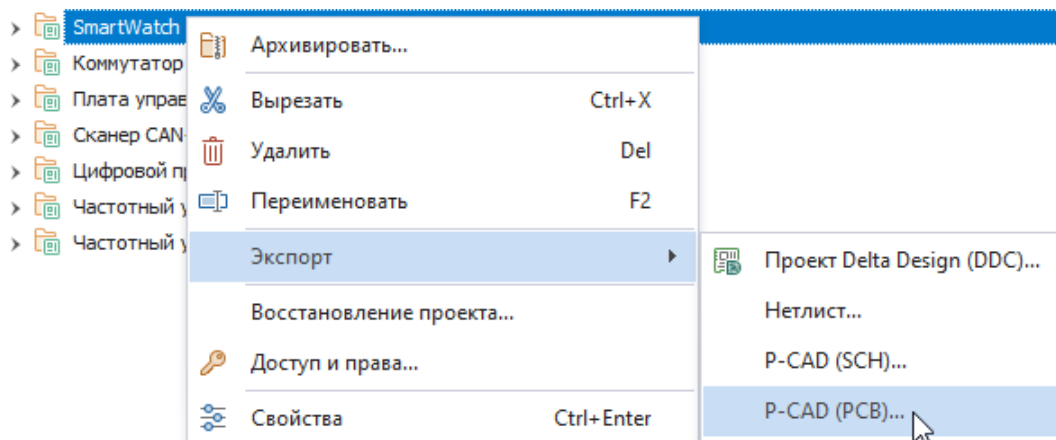 SmartWatch
Коммутатор
Плата
Сканер CAN-
Цифровой
Частотный
Частотный
Архивировать...
Вырезать Ctrl+X
Удалить Del
Переименовать F2
Экспорт
Восстановление проекта...
Доступ и права...
Свойства Ctrl+Enter
Проект Delta Design (DDC)...
Нетлист...
P-CAD (SCH)...
P-CAD (PCB)...